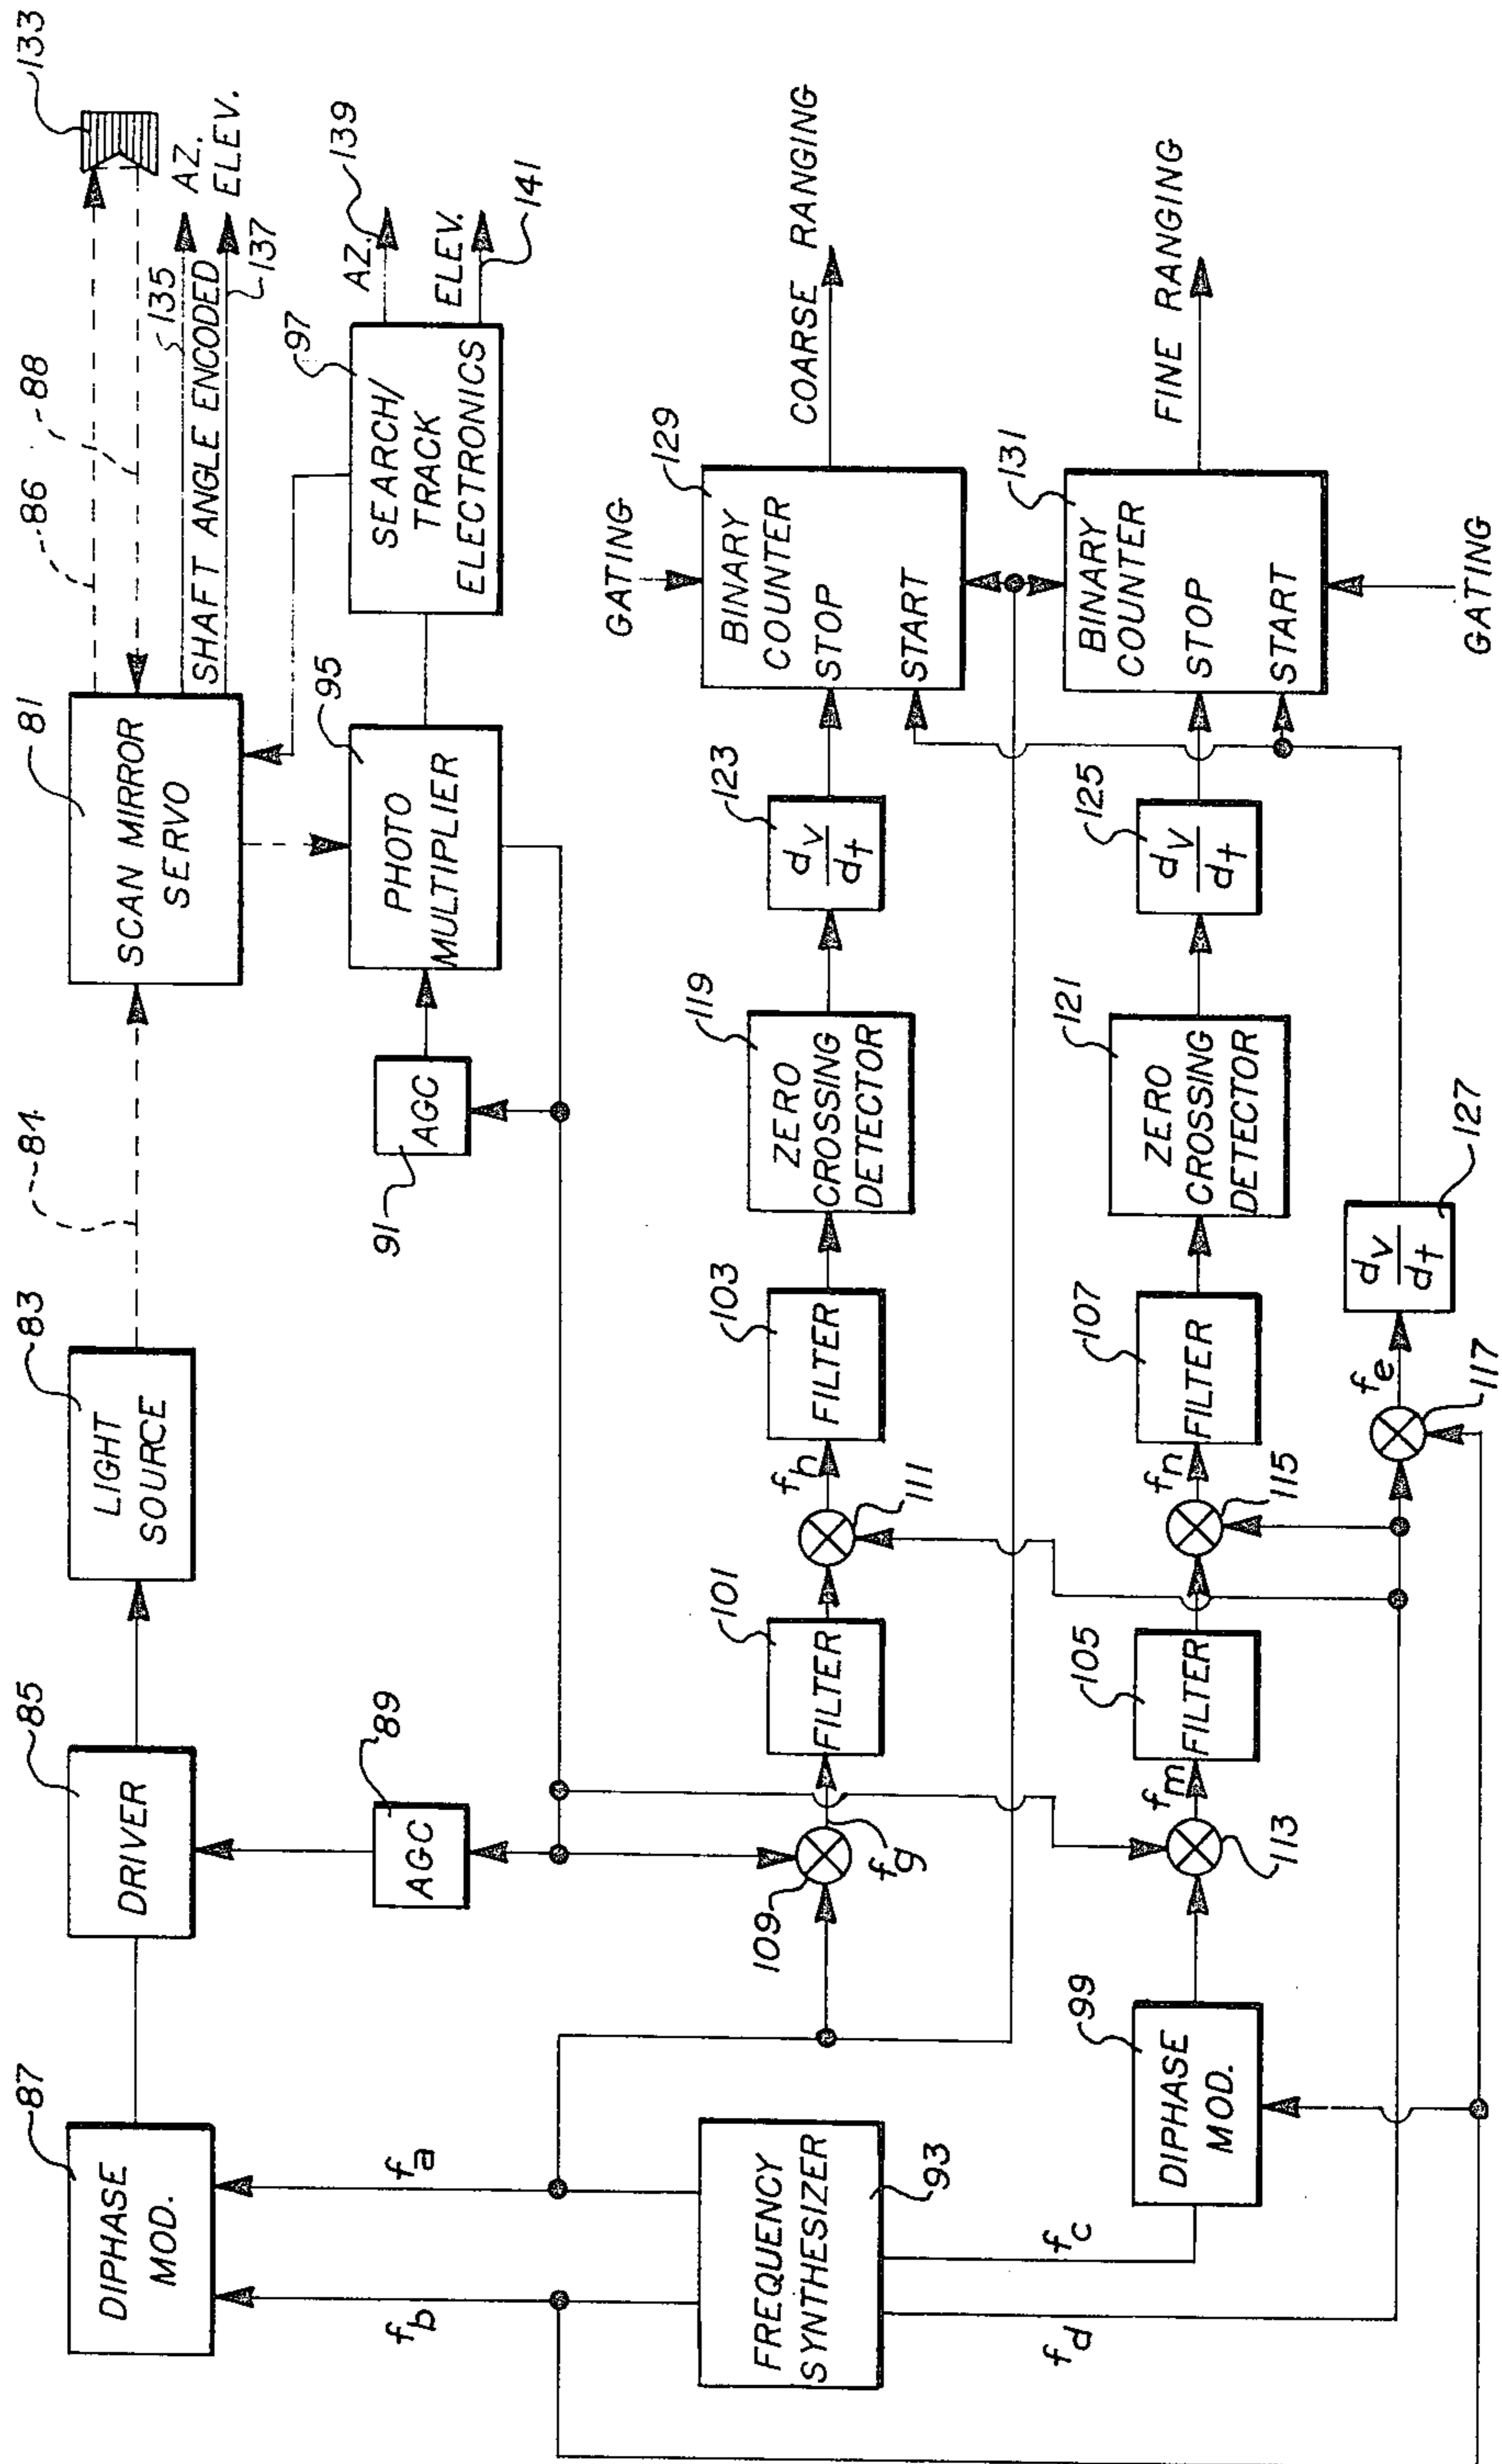 87
DIPHASE
MOD.
85
DRIVER
83
LIGHT
SOURCE
84
81
SCAN MIRROR
SERVO
86
88
133
135
AZ.
SHAFT ANGLE ENCODED
ELEV.
137
fb
fa
89
AGC
91
AGC
95
PHOTO
MULTIPLIER
97
SEARCH/
TRACK
ELECTRONICS
AZ.
139
ELEV.
141
FREQUENCY
SYNTHESIZER
93
109
fg
101
FILTER
fh
111
103
FILTER
119
ZERO
CROSSING
DETECTOR
123
dv
dt
GATING
129
BINARY
COUNTER
STOP
START
COARSE RANGING
fd
fc
99
DIPHASE
MOD.
113
fm
105
FILTER
fn
115
107
FILTER
121
ZERO
CROSSING
DETECTOR
125
dv
dt
131
BINARY
COUNTER
STOP
START
FINE RANGING
GATING
fe
117
dv
dt
127